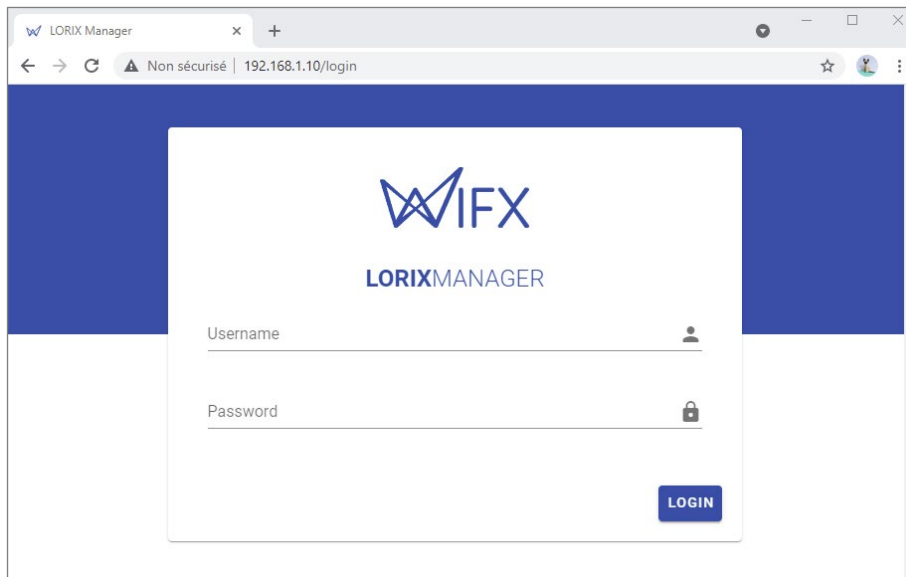 LORIX Manager
Non sécurisé | 192.168.1.10/login
WIFX
LORIXMANAGER
Username
Password
LOGIN